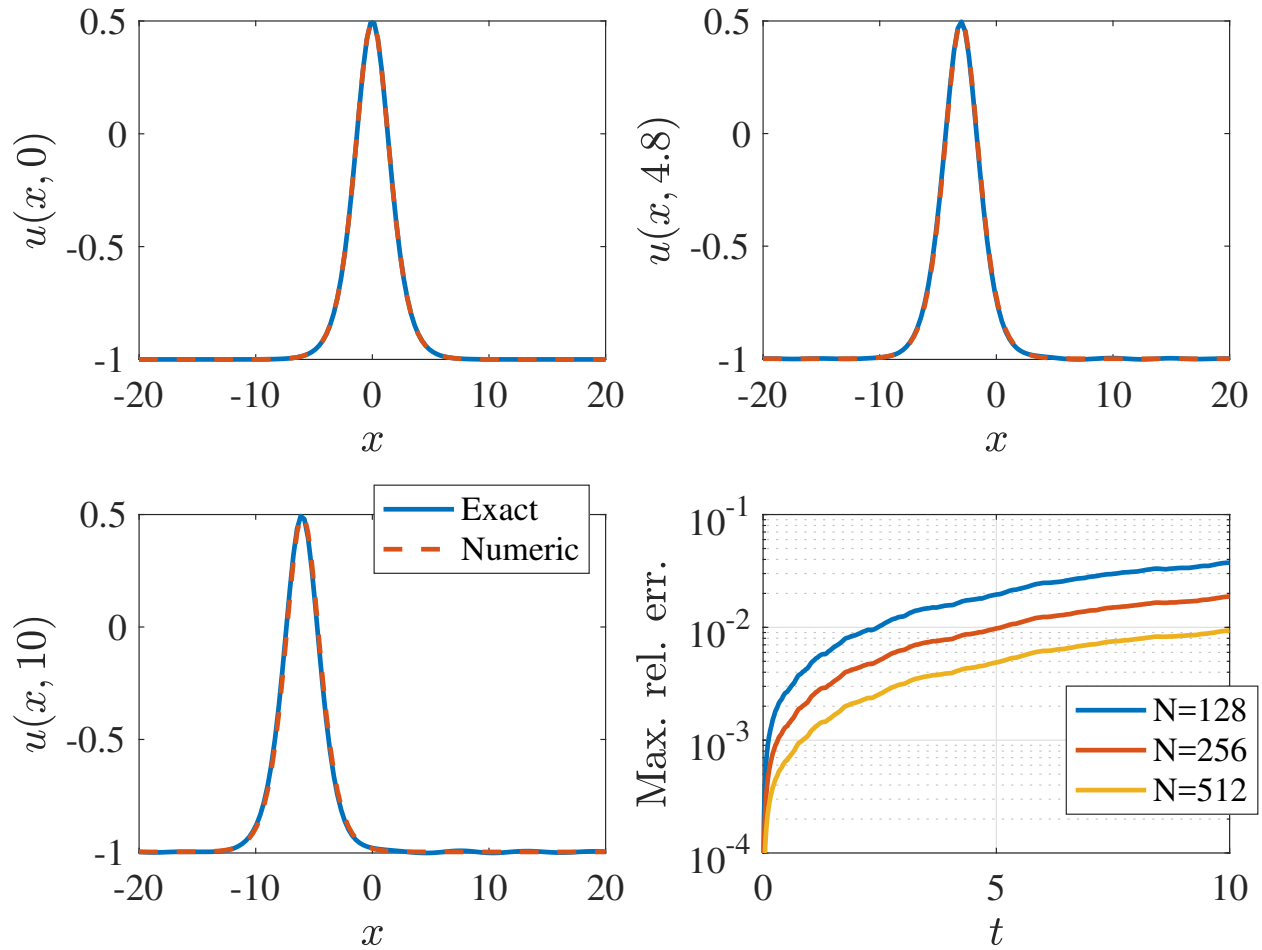 0.5
0
-0.5
-1
u(x, 0)
-20 -10 0 10 20
x
0.5
0
-0.5
-1
u(x, 4.8)
-20 -10 0 10 20
x
0.5
0
-0.5
-1
u(x, 10)
Exact
Numeric
-20 -10 0 10 20
x
10^-1
10^-2
10^-3
10^-4
Max. rel. err.
N=128
N=256
N=512
0 5 10
t